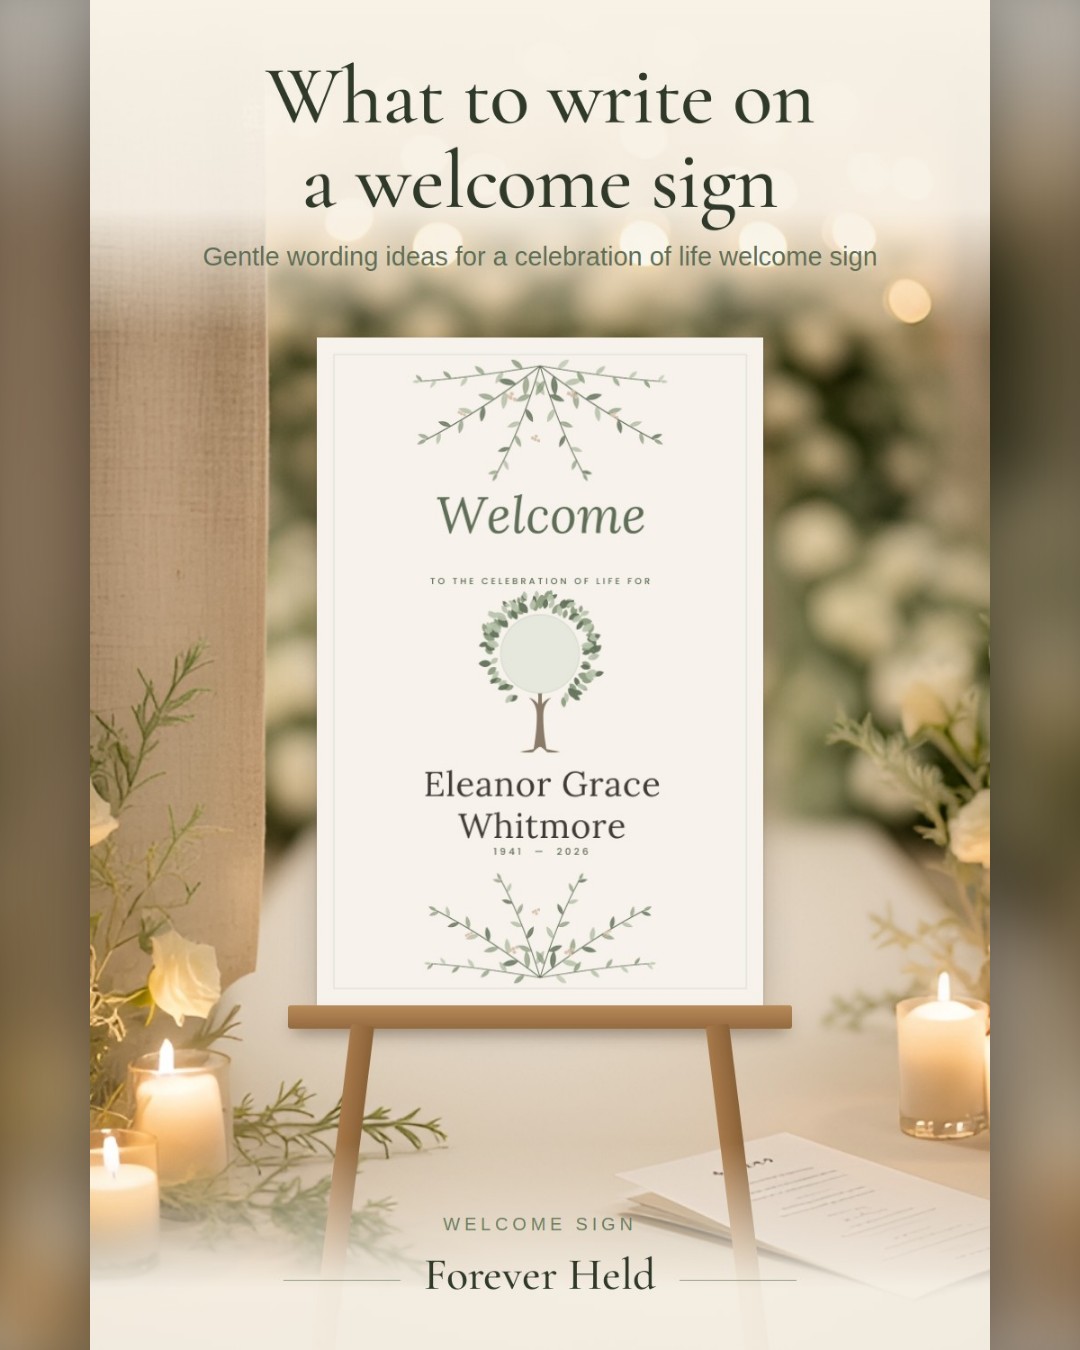 What to write on
a welcome sign
Gentle wording ideas for a celebration of life welcome sign
Welcome
TO THE CELEBRATION OF LIFE FOR
Eleanor Grace
Whitmore
1941 — 2026
WELCOME SIGN
Forever Held